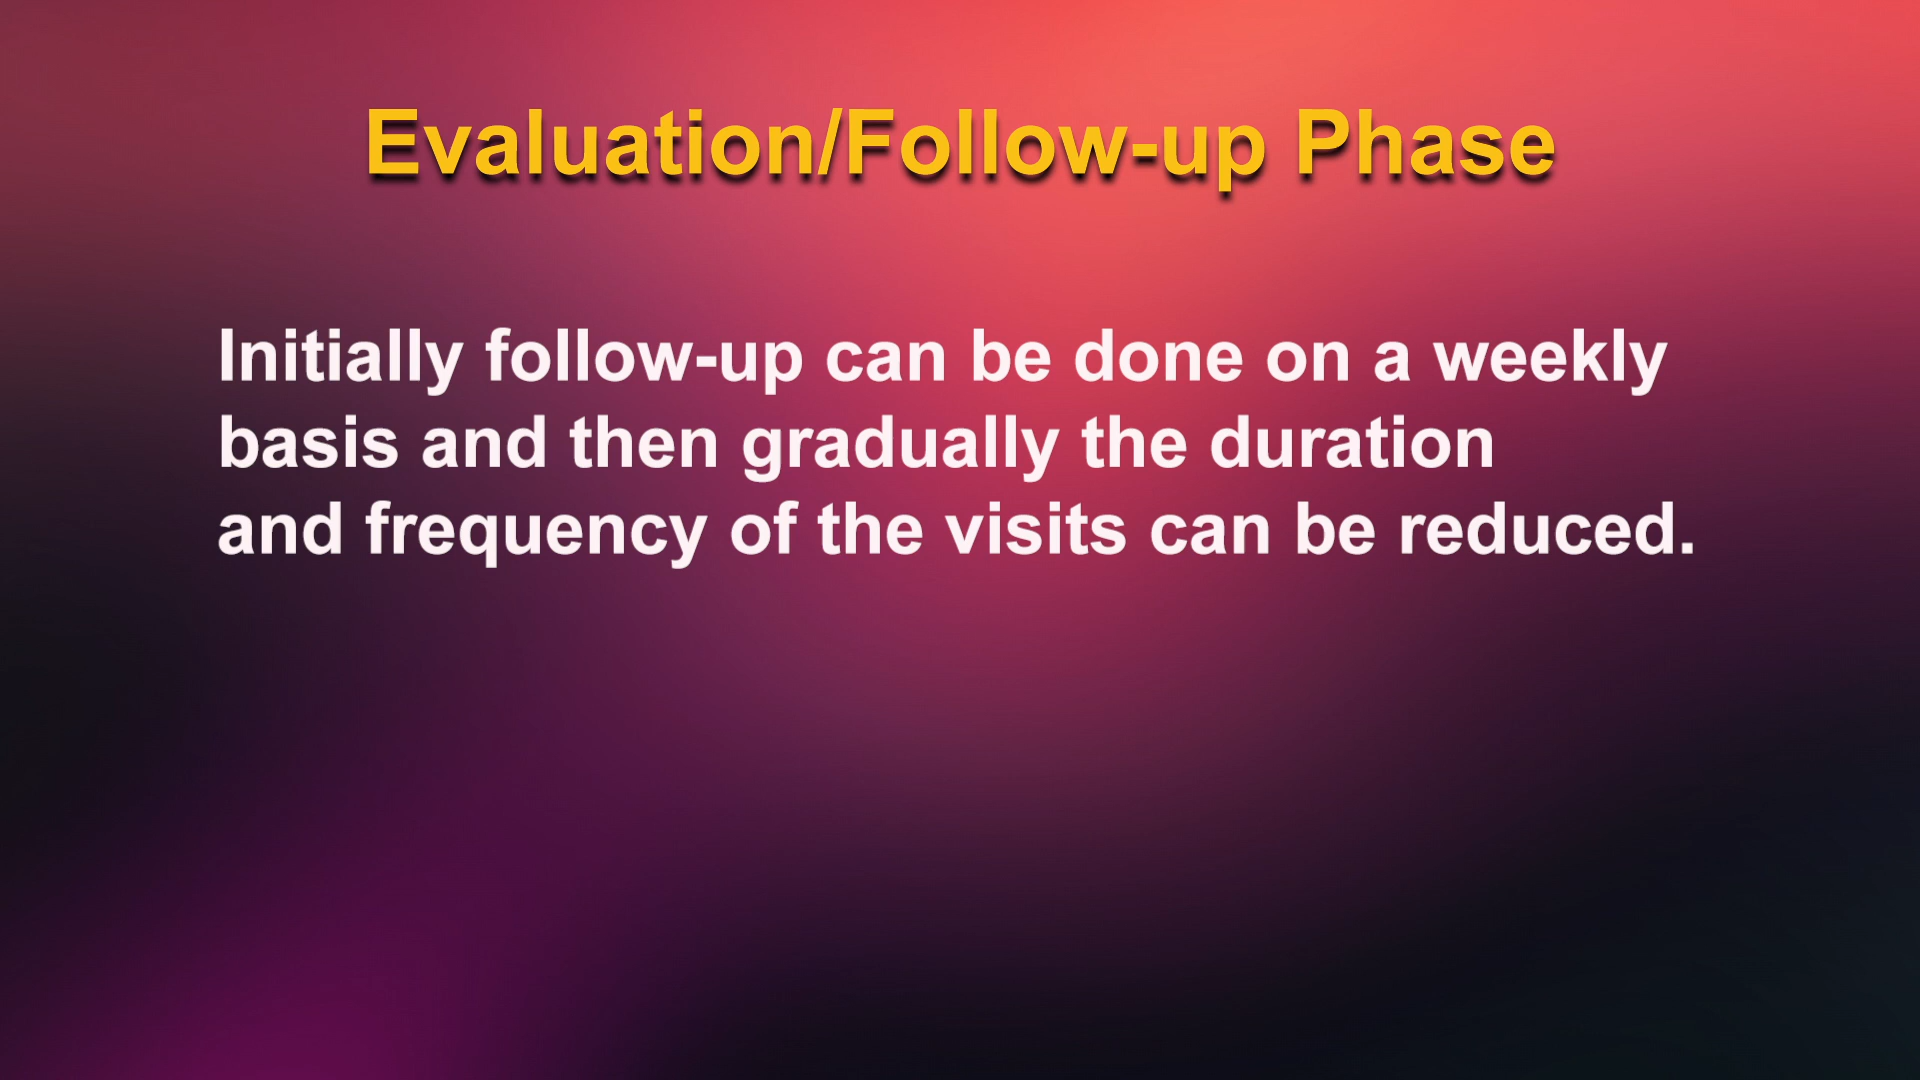 Evaluation/Follow-up Phase
Initially follow-up can be done on a weekly
basis and then gradually the duration
and frequency of the visits can be reduced.